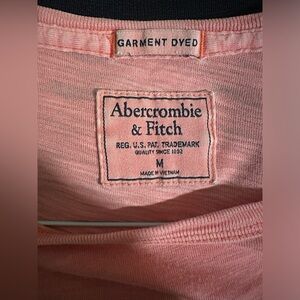 GARMENT DYED
Abercrombie
& Fitch
REG. U.S. PAT. TRADEMARK
QUALITY SINCE 1892
M
MADE IN VIETNAM